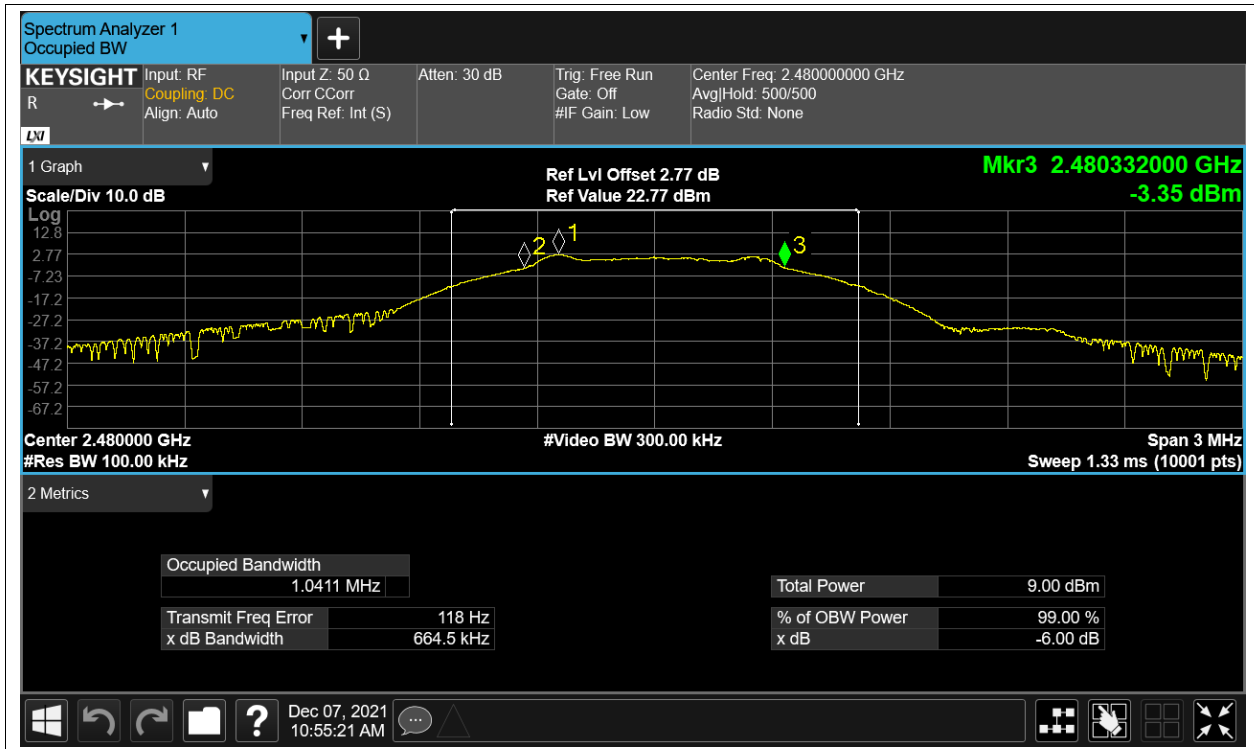 Spectrum Analyzer 1
Occupied BW
KEYSIGHT
R
LXI
Input: RF
Coupling: DC
Align: Auto
Input Z: 50 Ω
Corr CCorr
Freq Ref: Int (S)
Atten: 30 dB
Trig: Free Run
Gate: Off
#IF Gain: Low
Center Freq: 2.480000000 GHz
Avg|Hold: 500/500
Radio Std: None
1 Graph
Scale/Div 10.0 dB
Ref Lvl Offset 2.77 dB
Ref Value 22.77 dBm
Mkr3 2.480332000 GHz
-3.35 dBm
Log
12.8
2.77
-7.23
-17.2
-27.2
-37.2
-47.2
-57.2
-67.2
2
1
3
Center 2.480000 GHz
#Res BW 100.00 kHz
#Video BW 300.00 kHz
Span 3 MHz
Sweep 1.33 ms (10001 pts)
2 Metrics
Occupied Bandwidth
1.0411 MHz
Transmit Freq Error 118 Hz
x dB Bandwidth 664.5 kHz
Total Power 9.00 dBm
% of OBW Power 99.00 %
x dB -6.00 dB
?
Dec 07, 2021
10:55:21 AM